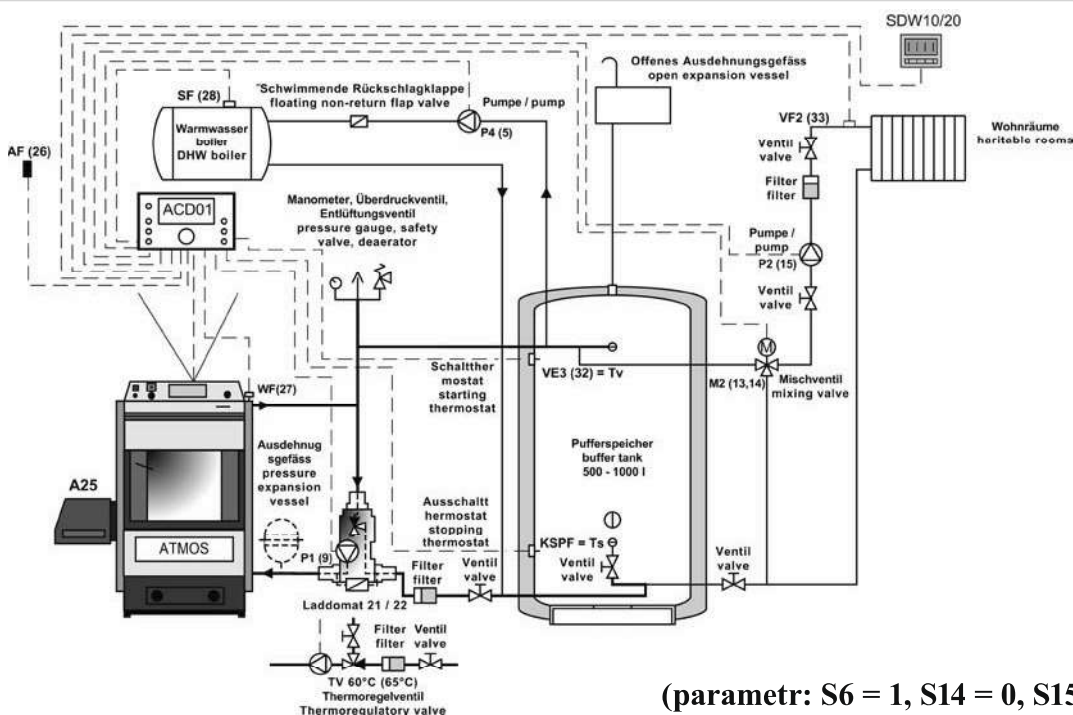 SDW10/20
Offenes Ausdehnungsgefäss
open expansion vessel
SF (28)
"Schwimmende Rückschlagklappe
floating non-return flap valve
Pumpe / pump
P4 (5)
VF2 (33)
Wohnräume
heritable rooms
Warmwasser
boiler
DHW boiler
AF (26)
Ventil
valve
Filter
filter
ACD01
Manometer, Überdruckventil,
Entlüftungsventil
pressure gauge, safety
valve, deaerator
Pumpe /
pump
P2 (15)
Ventil
valve
M
VE3 (32) = Tv
M2 (13,14)
Mischventil
mixing valve
Schaltther
mostat
starting
thermostat
WF(27)
Pufferspeicher
buffer tank
500 - 1000 l
Ausdehnug
sgefäss
pressure
expansion
vessel
A25
Ausschaltt
hermostat
stopping
thermostat
ATMOS
KSPF = Ts
P1 (9)
Filter
filter
Ventil
valve
Ventil
valve
Ventil
valve
Laddomat 21 / 22
Filter
filter
Ventil
valve
TV 60°C (65°C)
Thermoregelventil
Thermoregulatory valve
(parametr: S6 = 1, S14 = 0, S15